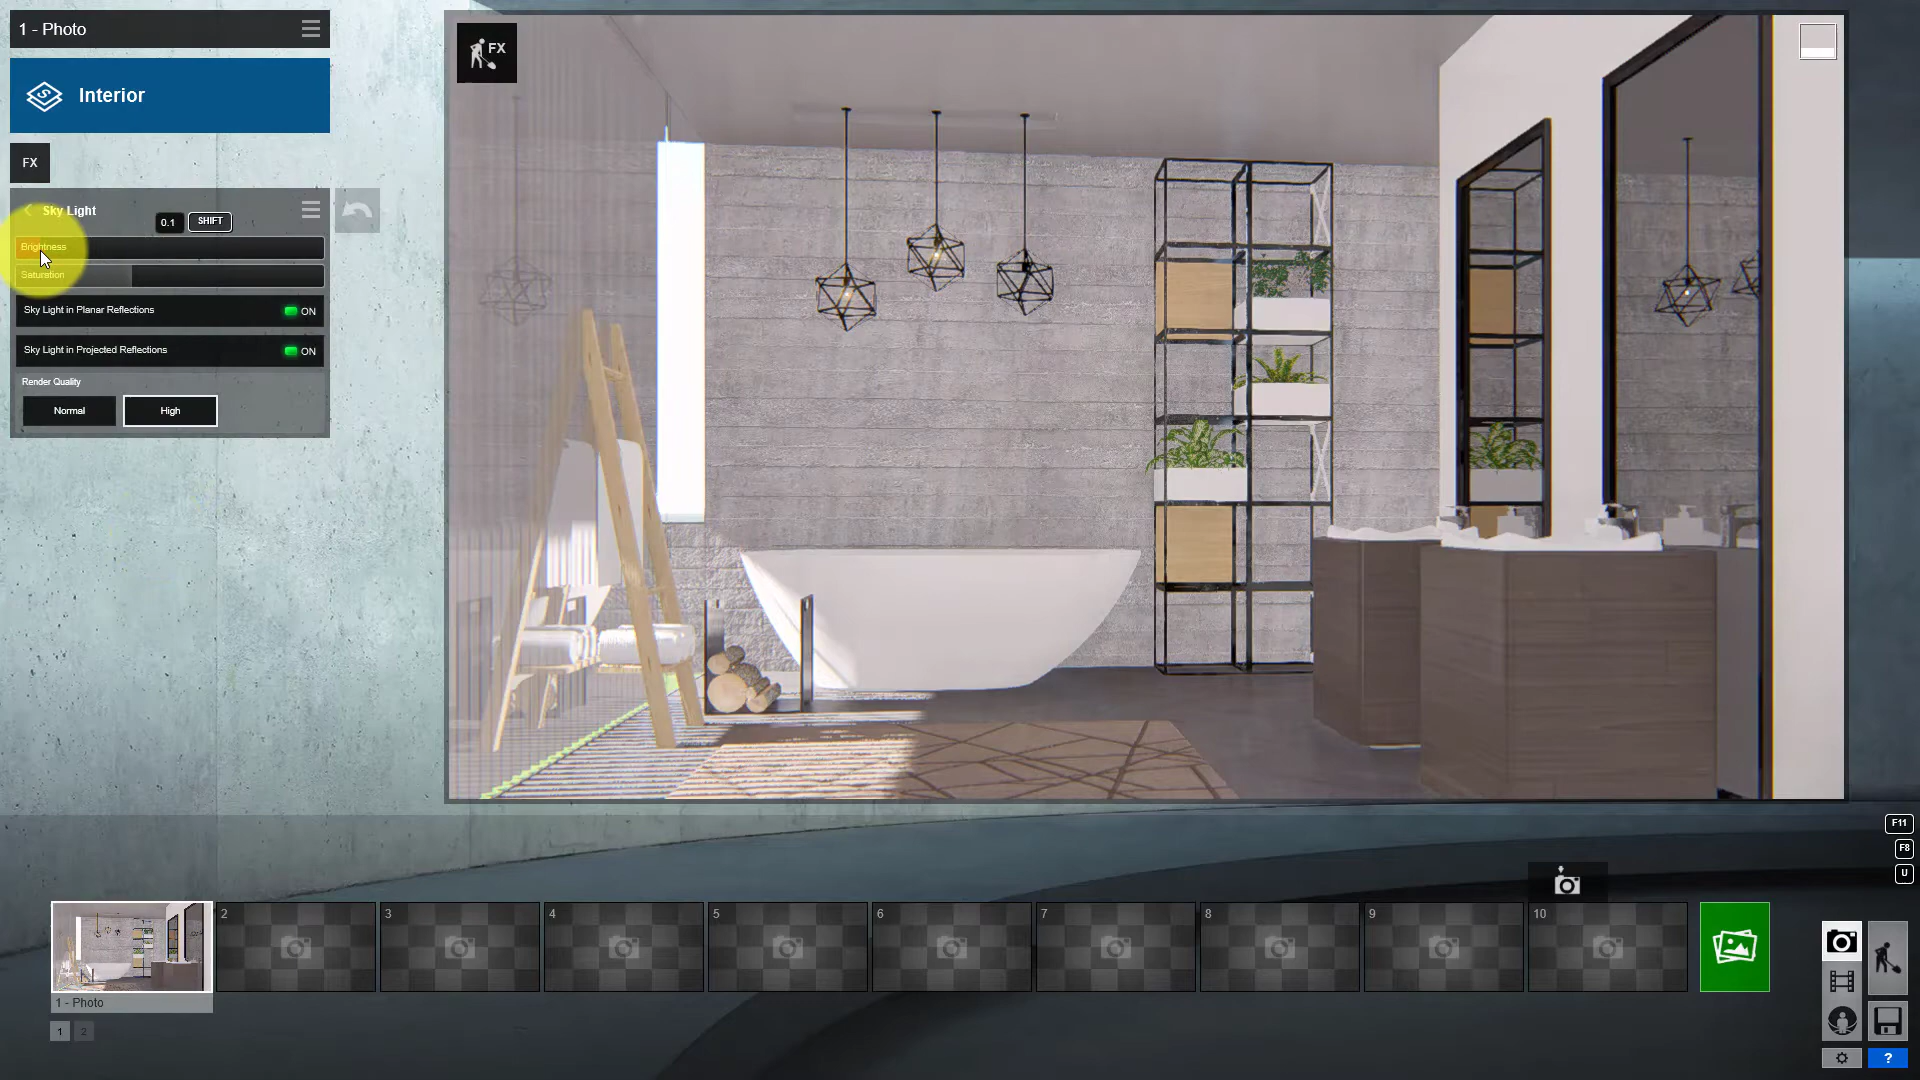 1 - Photo
Interior
FX
FX
Sky Light
0.1
SHIFT
Brightness
Saturation
Sky Light in Planar Reflections
ON
Sky Light in Projected Reflections
ON
Render Quality
Normal
High
F11
F8
U
2
3
4
5
6
7
8
9
10
1 - Photo
1
2
?